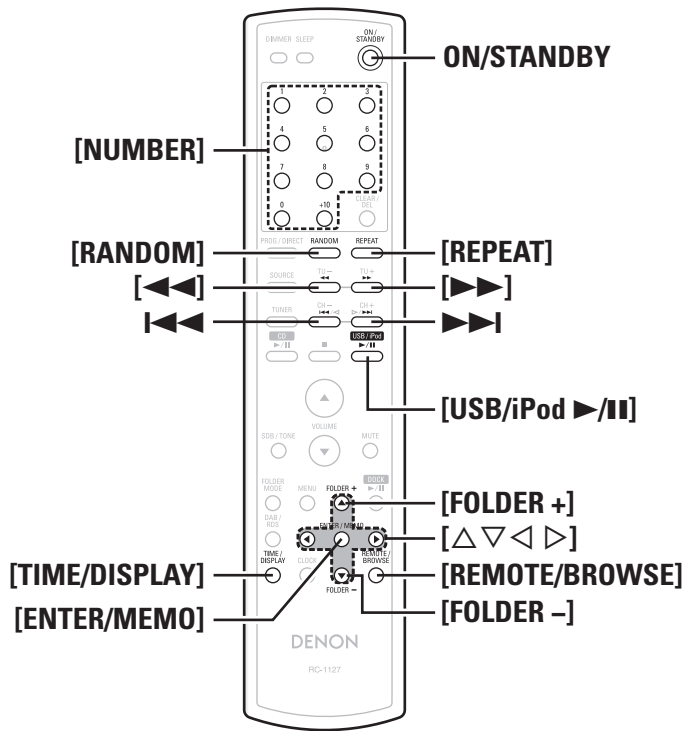 DIMMER SLEEP
ON/
STANDBY
ON/STANDBY
1 2 3
4 5 6
[NUMBER]
7 8 9
0 +10 CLEAR /
DEL
PROG / DIRECT RANDOM REPEAT
[RANDOM] [REPEAT]
SOURCE TU − TU +
◀◀ ▶▶
[◀◀] [▶▶]
TUNER CH − CH +
I◀◀/◁ ▷/▶▶I
I◀◀ ▶▶I
CD USB / iPod
▶/II ■ ▶/II
[USB/iPod ▶/II]
▲
VOLUME
SDB / TONE MUTE
▼
FOLDER
MODE MENU FOLDER + DOCK
▶/II
[FOLDER +]
DAB /
RDS ENTER / MEMO
[△ ▽ ◁ ▷]
TIME /
DISPLAY CLOCK REMOTE /
BROWSE
[TIME/DISPLAY] [REMOTE/BROWSE]
FOLDER −
[ENTER/MEMO] [FOLDER –]
DENON
RC-1127